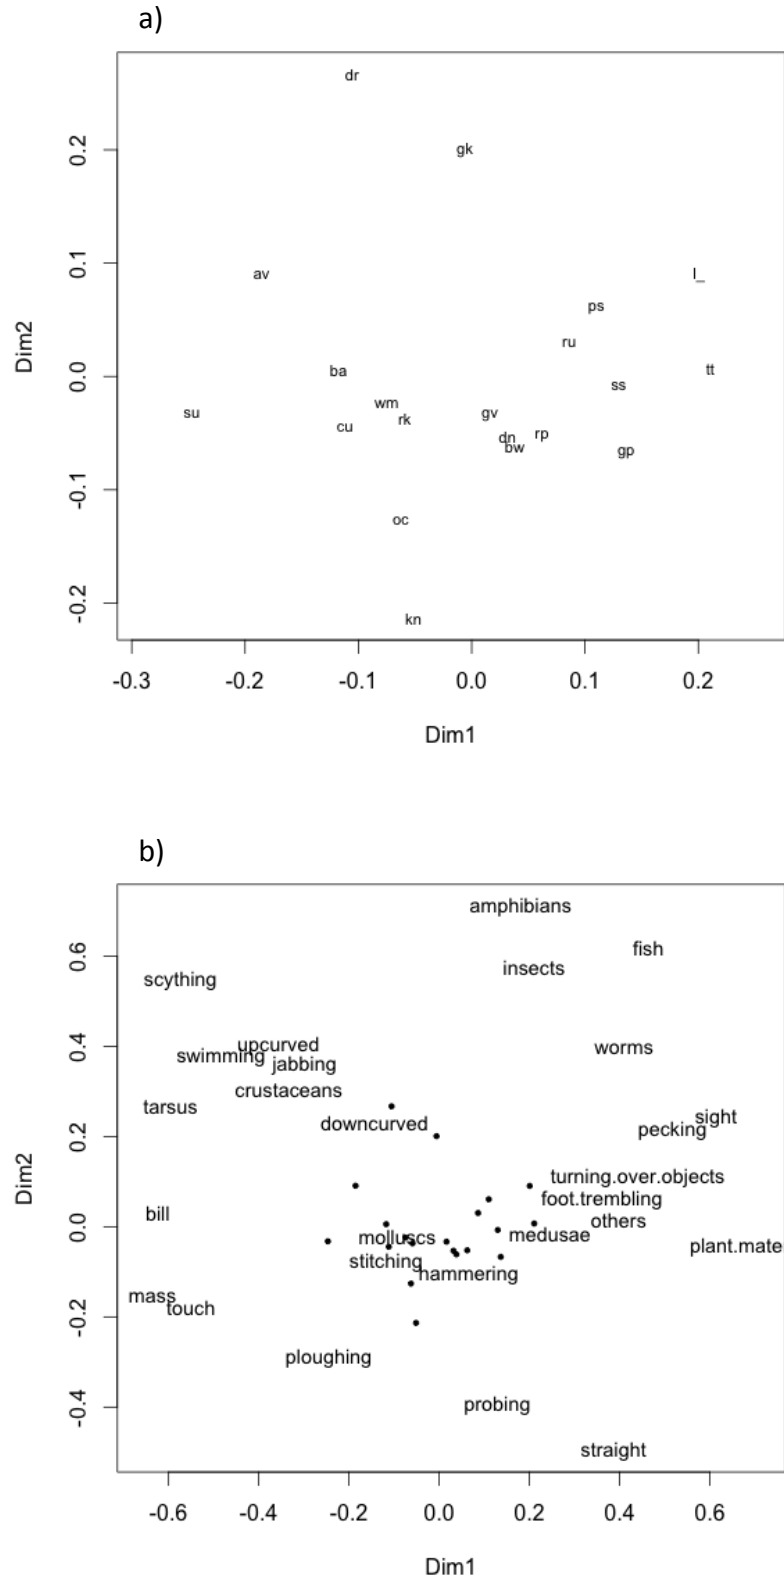 a)
dr
0.2
gk
0.1
av
l_
ps
ru
Dim2
0.0
ba
tt
ss
wm
su
rk
gv
cu
dn
rp
bw
gp
-0.1
oc
-0.2
kn
-0.3 -0.2 -0.1 0.0 0.1 0.2
Dim1
b)
amphibians
0.6
fish
insects
scything
0.4
upcurved
worms
swimming
jabbing
crustaceans
tarsus
sight
0.2
downcurved
pecking
Dim2
turning.over.objects
foot.trembling
bill
others
0.0
molluscs
medusae
plant.mate
stitching
hammering
mass
touch
-0.2
ploughing
probing
-0.4
straight
-0.6 -0.4 -0.2 0.0 0.2 0.4 0.6
Dim1